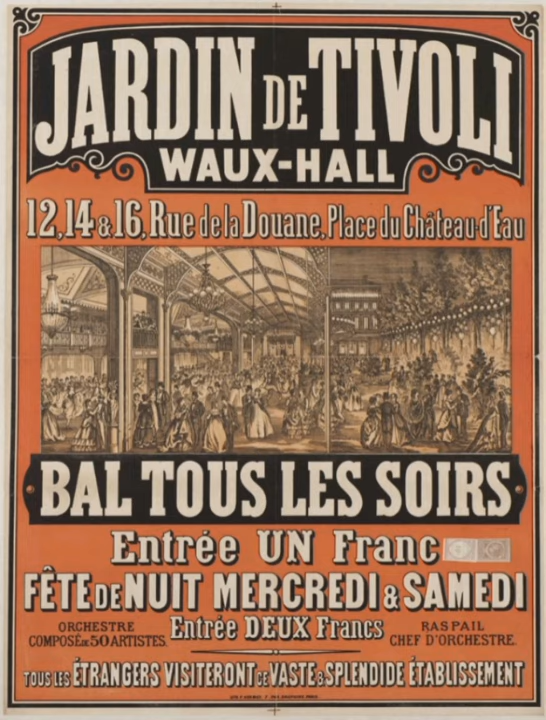 JARDIN DE TIVOLI
WAUX-HALL
12, 14 & 16, Rue de la Douane, Place du Château-d'Eau
BAL TOUS LES SOIRS
Entrée UN Franc
FÊTE DE NUIT MERCREDI & SAMEDI
ORCHESTRE
COMPOSÉ DE 50 ARTISTES.
Entrée DEUX Francs
RASPAIL
CHEF D'ORCHESTRE.
TOUS LES ÉTRANGERS VISITERONT CE VASTE & SPLENDIDE ÉTABLISSEMENT